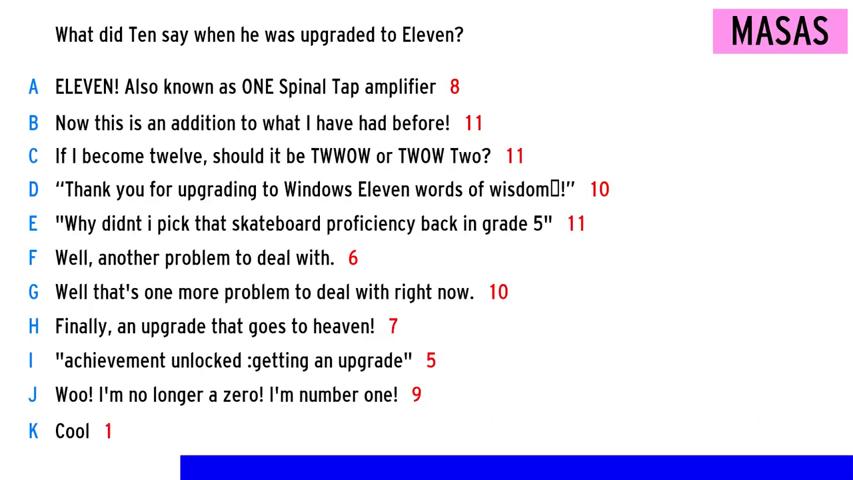 What did Ten say when he was upgraded to Eleven?
MASAS
A ELEVEN! Also known as ONE Spinal Tap amplifier 8
B Now this is an addition to what I have had before! 11
C If I become twelve, should it be TWWOW or TWOW Two? 11
D “Thank you for upgrading to Windows Eleven words of wisdom▯!” 10
E "Why didnt i pick that skateboard proficiency back in grade 5" 11
F Well, another problem to deal with. 6
G Well that's one more problem to deal with right now. 10
H Finally, an upgrade that goes to heaven! 7
I "achievement unlocked :getting an upgrade" 5
J Woo! I'm no longer a zero! I'm number one! 9
K Cool 1